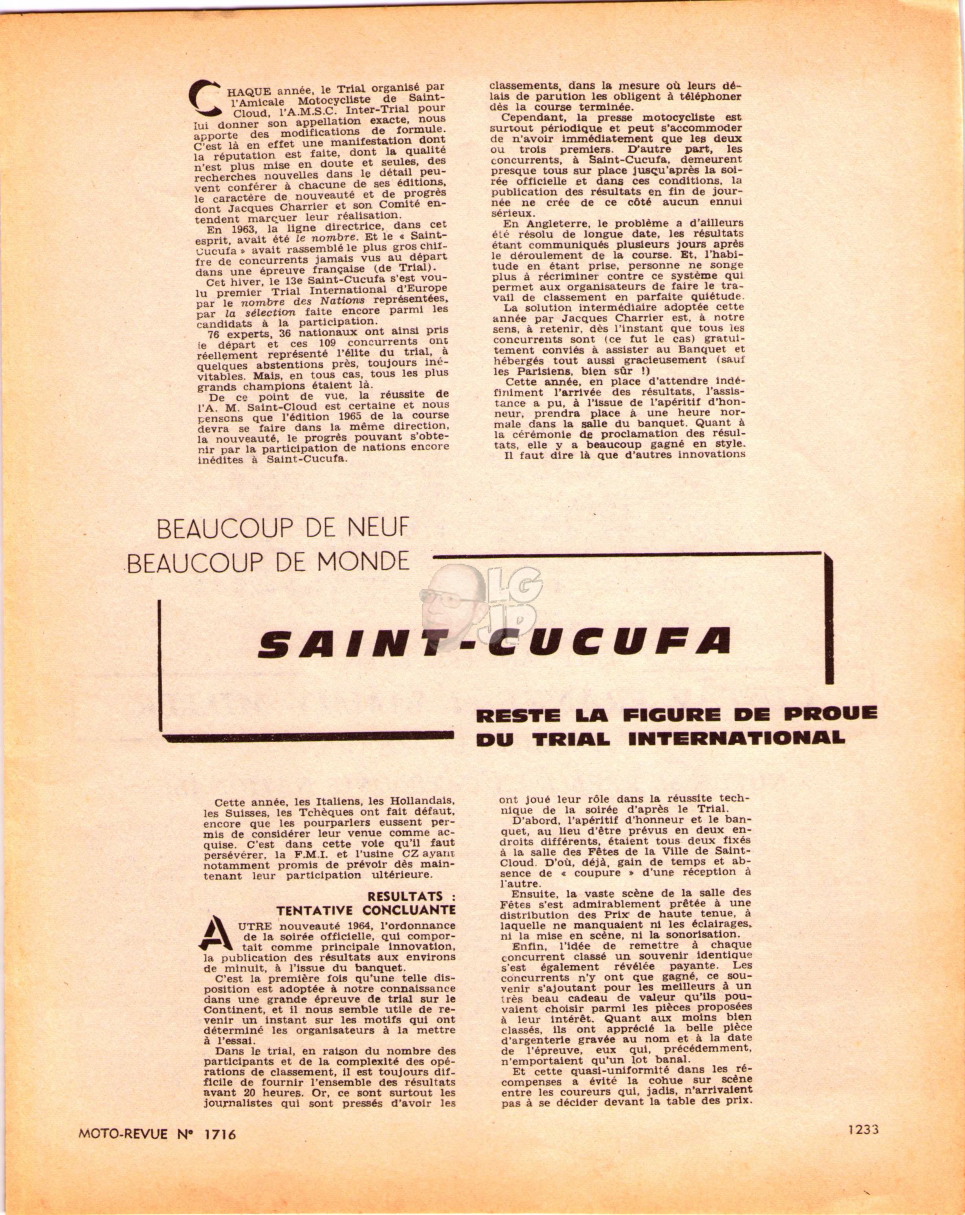 CHAQUE année, le Trial organisé par
l'Amicale Motocycliste de Saint-
Cloud, l'A.M.S.C. Inter-Trial pour
lui donner son appellation exacte, nous
apporte des modifications de formule.
C'est là en effet une manifestation dont
la réputation est faite, dont la qualité
n'est plus mise en doute et seules, des
recherches nouvelles dans le détail peu-
vent conférer à chacune de ses éditions,
le caractère de nouveauté et de progrès
dont Jacques Charrier et son Comité en-
tendent marquer leur réalisation.
En 1963, la ligne directrice, dans cet
esprit, avait été le nombre. Et le « Saint-
Cucufa » avait rassemblé le plus gros chif-
fre de concurrents jamais vus au départ
dans une épreuve française (de Trial).
Cet hiver, le 13e Saint-Cucufa s'est vou-
lu premier Trial International d'Europe
par le nombre des Nations représentées,
par la sélection faite encore parmi les
candidats à la participation.
76 experts, 36 nationaux ont ainsi pris
le départ et ces 109 concurrents ont
réellement représenté l'élite du trial, à
quelques abstentions près, toujours iné-
vitables. Mais, en tous cas, tous les plus
grands champions étaient là.
De ce point de vue, la réussite de
l'A. M. Saint-Cloud est certaine et nous
pensons que l'édition 1965 de la course
devra se faire dans la même direction,
la nouveauté, le progrès pouvant s'obte-
nir par la participation de nations encore
inédites à Saint-Cucufa.
classements, dans la mesure où leurs dé-
lais de parution les obligent à téléphoner
dès la course terminée.
Cependant, la presse motocycliste est
surtout périodique et peut s'accommoder
de n'avoir immédiatement que les deux
ou trois premiers. D'autre part, les
concurrents, à Saint-Cucufa, demeurent
presque tous sur place jusqu'après la soi-
rée officielle et dans ces conditions, la
publication des résultats en fin de jour-
née ne crée de ce côté aucun ennui
sérieux.
En Angleterre, le problème a d'ailleurs
été résolu de longue date, les résultats
étant communiqués plusieurs jours après
le déroulement de la course. Et, l'habi-
tude en étant prise, personne ne songe
plus à récriminer contre ce système qui
permet aux organisateurs de faire le tra-
vail de classement en parfaite quiétude.
La solution intermédiaire adoptée cette
année par Jacques Charrier est, à notre
sens, à retenir, dès l'instant que tous les
concurrents sont (ce fut le cas) gratui-
tement conviés à assister au Banquet et
hébergés tout aussi gracieusement (sauf
les Parisiens, bien sûr !)
Cette année, en place d'attendre indé-
finiment l'arrivée des résultats, l'assis-
tance a pu, à l'issue de l'apéritif d'hon-
neur, prendra place à une heure nor-
male dans la salle du banquet. Quant à
la cérémonie de proclamation des résul-
tats, elle y a beaucoup gagné en style.
Il faut dire là que d'autres innovations
BEAUCOUP DE NEUF
BEAUCOUP DE MONDE
LG
JP
SAINT-CUCUFA
RESTE LA FIGURE DE PROUE
DU TRIAL INTERNATIONAL
Cette année, les Italiens, les Hollandais,
les Suisses, les Tchèques ont fait défaut,
encore que les pourparlers eussent per-
mis de considérer leur venue comme ac-
quise. C'est dans cette voie qu'il faut
persévérer, la F.M.I. et l'usine CZ ayant
notamment promis de prévoir dès main-
tenant leur participation ultérieure.
RESULTATS :
TENTATIVE CONCLUANTE
AUTRE nouveauté 1964, l'ordonnance
de la soirée officielle, qui compor-
tait comme principale innovation,
la publication des résultats aux environs
de minuit, à l'issue du banquet.
C'est la première fois qu'une telle dis-
position est adoptée à notre connaissance
dans une grande épreuve de trial sur le
Continent, et il nous semble utile de re-
venir un instant sur les motifs qui ont
déterminé les organisateurs à la mettre
à l'essai.
Dans le trial, en raison du nombre des
participants et de la complexité des opé-
rations de classement, il est toujours dif-
ficile de fournir l'ensemble des résultats
avant 20 heures. Or, ce sont surtout les
journalistes qui sont pressés d'avoir les
ont joué leur rôle dans la réussite tech-
nique de la soirée d'après le Trial.
D'abord, l'apéritif d'honneur et le ban-
quet, au lieu d'être prévus en deux en-
droits différents, étaient tous deux fixés
à la salle des Fêtes de la Ville de Saint-
Cloud. D'où, déjà, gain de temps et ab-
sence de « coupure » d'une réception à
l'autre.
Ensuite, la vaste scène de la salle des
Fêtes s'est admirablement prêtée à une
distribution des Prix de haute tenue, à
laquelle ne manquaient ni les éclairages,
ni la mise en scène, ni la sonorisation.
Enfin, l'idée de remettre à chaque
concurrent classé un souvenir identique
s'est également révélée payante. Les
concurrents n'y ont que gagné, ce sou-
venir s'ajoutant pour les meilleurs à un
très beau cadeau de valeur qu'ils pou-
vaient choisir parmi les pièces proposées
à leur intérêt. Quant aux moins bien
classés, ils ont apprécié la belle pièce
d'argenterie gravée au nom et à la date
de l'épreuve, eux qui, précédemment,
n'emportaient qu'un lot banal.
Et cette quasi-uniformité dans les ré-
compenses a évité la cohue sur scène
entre les coureurs qui, jadis, n'arrivaient
pas à se décider devant la table des prix.
MOTO-REVUE N° 1716
1233